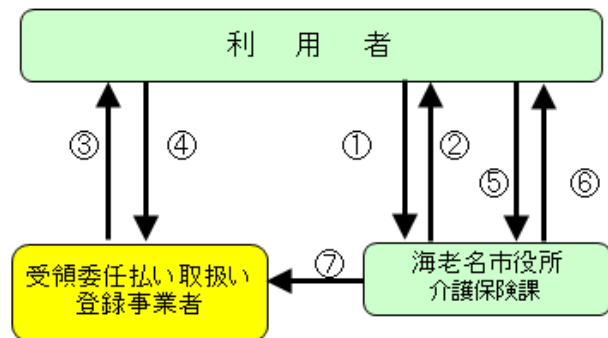 利 用 者
③
④
①
②
⑤
⑥
⑦
受領委任払い取扱い
登録事業者
海老名市役所
介護保険課